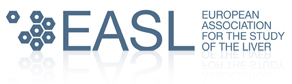 EASL
EUROPEAN
ASSOCIATION
FOR THE STUDY
OF THE LIVER